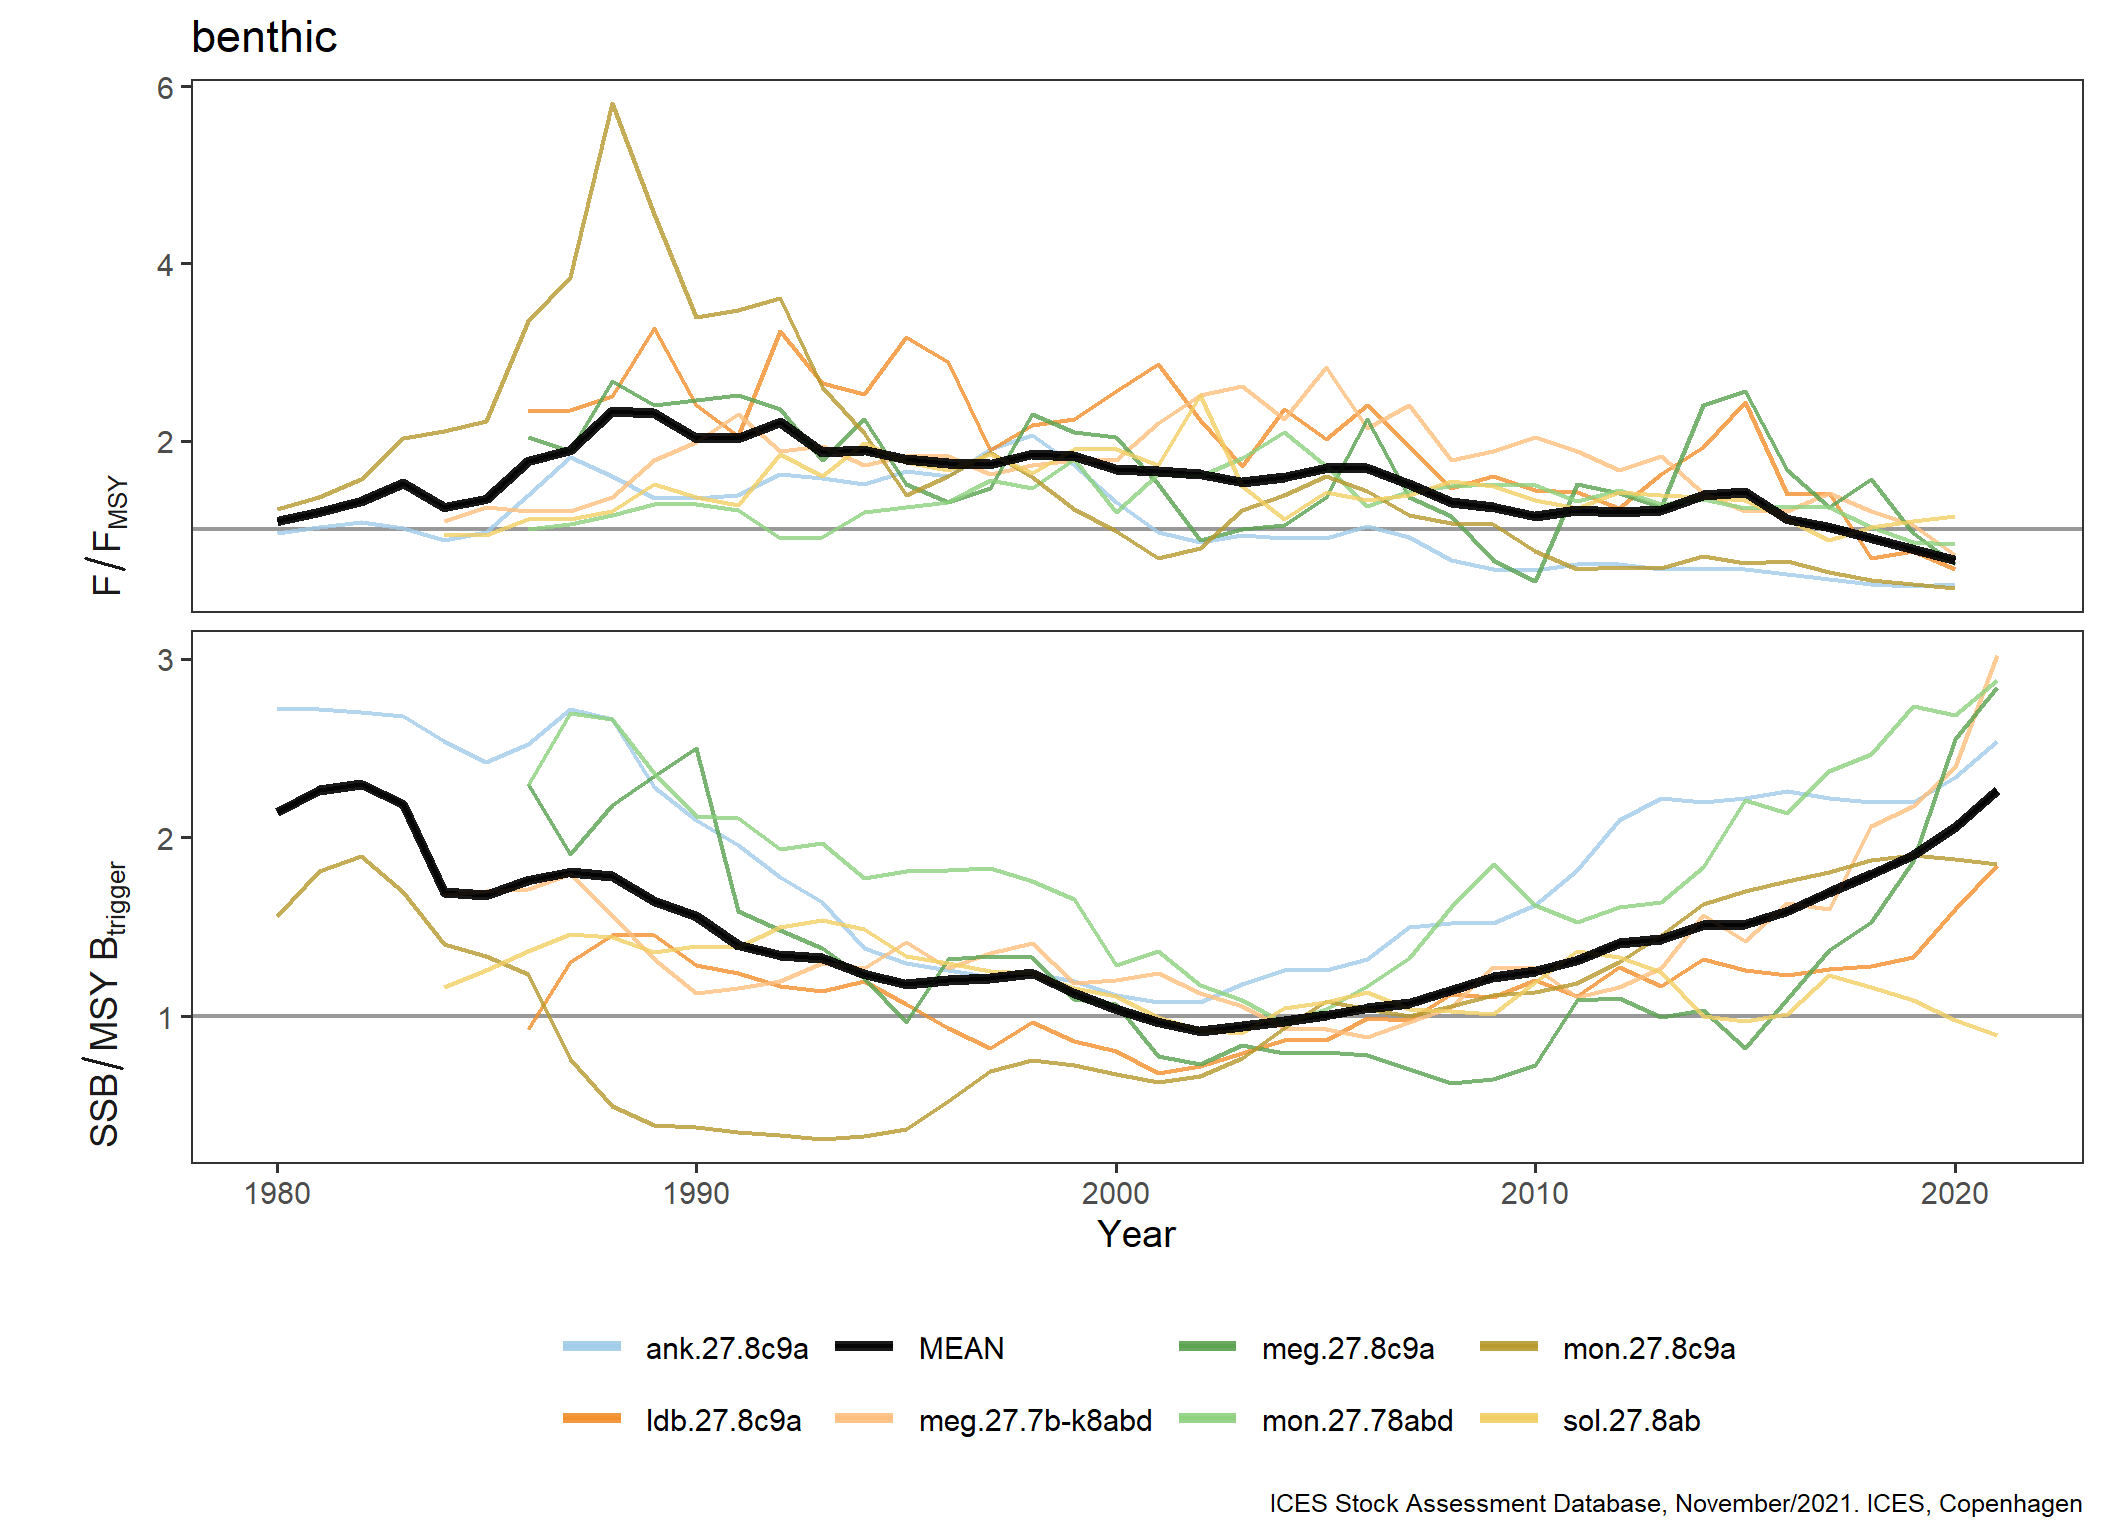 benthic
6
4
2
F/FMSY
3
2
1
SSB/MSY Btrigger
1980 1990 2000 2010 2020
Year
ank.27.8c9a MEAN meg.27.8c9a mon.27.8c9a
ldb.27.8c9a meg.27.7b-k8abd mon.27.78abd sol.27.8ab
ICES Stock Assessment Database, November/2021. ICES, Copenhagen